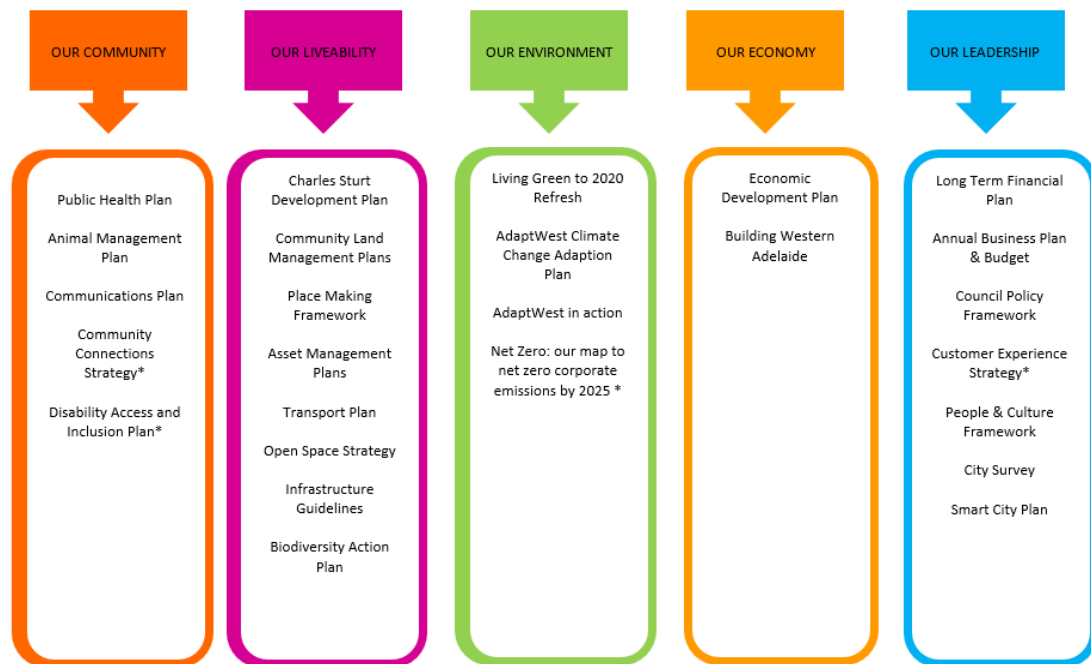 OUR COMMUNITY
OUR LIVEABILITY
OUR ENVIRONMENT
OUR ECONOMY
OUR LEADERSHIP
Public Health Plan
Animal Management
Plan
Communications Plan
Community
Connections
Strategy*
Disability Access and
Inclusion Plan*
Charles Sturt
Development Plan
Community Land
Management Plans
Place Making
Framework
Asset Management
Plans
Transport Plan
Open Space Strategy
Infrastructure
Guidelines
Biodiversity Action
Plan
Living Green to 2020
Refresh
AdaptWest Climate
Change Adaption
Plan
AdaptWest in action
Net Zero: our map to
net zero corporate
emissions by 2025 *
Economic
Development Plan
Building Western
Adelaide
Long Term Financial
Plan
Annual Business Plan
& Budget
Council Policy
Framework
Customer Experience
Strategy*
People & Culture
Framework
City Survey
Smart City Plan